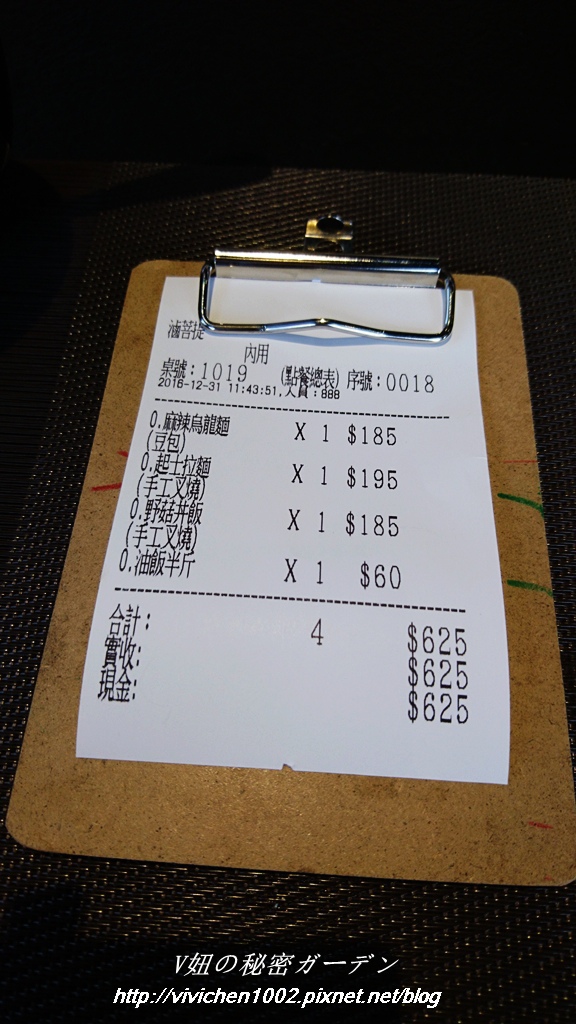 滷菩提
內用
桌號:1019 (點餐總表) 序號:0018
2016-12-31 11:43:51,人員:888
0.麻辣烏龍麵 X 1 $185
(豆包)
0.起士拉麵 X 1 $195
(手工叉燒)
0.野菇丼飯 X 1 $185
(手工叉燒)
0.油飯半斤 X 1 $60
合計: 4 $625
實收: $625
現金: $625
V妞の秘密ガーデン
http://vivichen1002.pixnet.net/blog